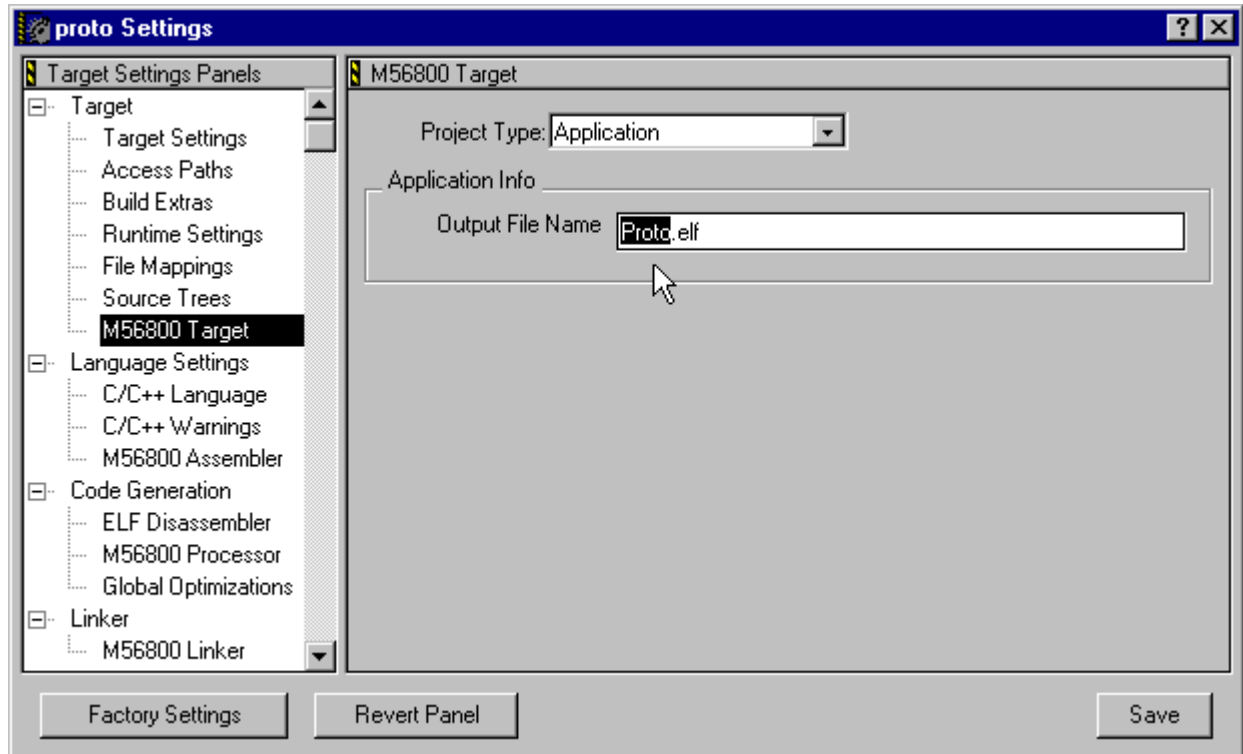 proto Settings
Target Settings Panels
Target
Target Settings
Access Paths
Build Extras
Runtime Settings
File Mappings
Source Trees
M56800 Target
Language Settings
C/C++ Language
C/C++ Warnings
M56800 Assembler
Code Generation
ELF Disassembler
M56800 Processor
Global Optimizations
Linker
M56800 Linker
M56800 Target
Project Type: Application
Application Info
Output File Name Proto.elf
Factory Settings
Revert Panel
Save